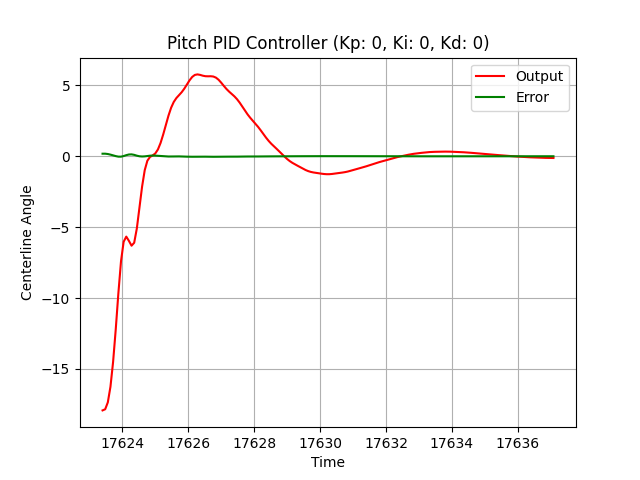 Pitch PID Controller (Kp: 0, Ki: 0, Kd: 0)
Output
Error
Centerline Angle
5
0
−5
−10
−15
17624 17626 17628 17630 17632 17634 17636
Time